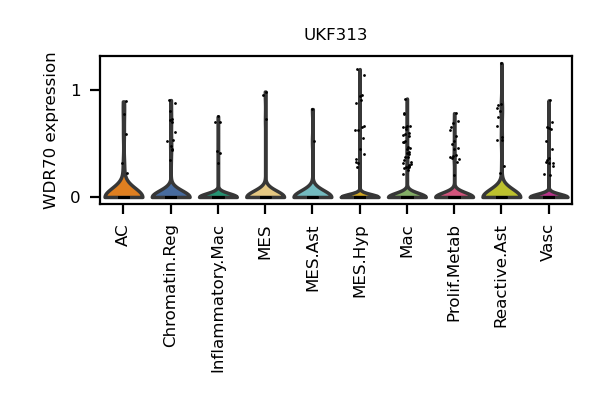 UKF313
WDR70 expression
1
0
AC
Chromatin.Reg
Inflammatory.Mac
MES
MES.Ast
MES.Hyp
Mac
Prolif.Metab
Reactive.Ast
Vasc